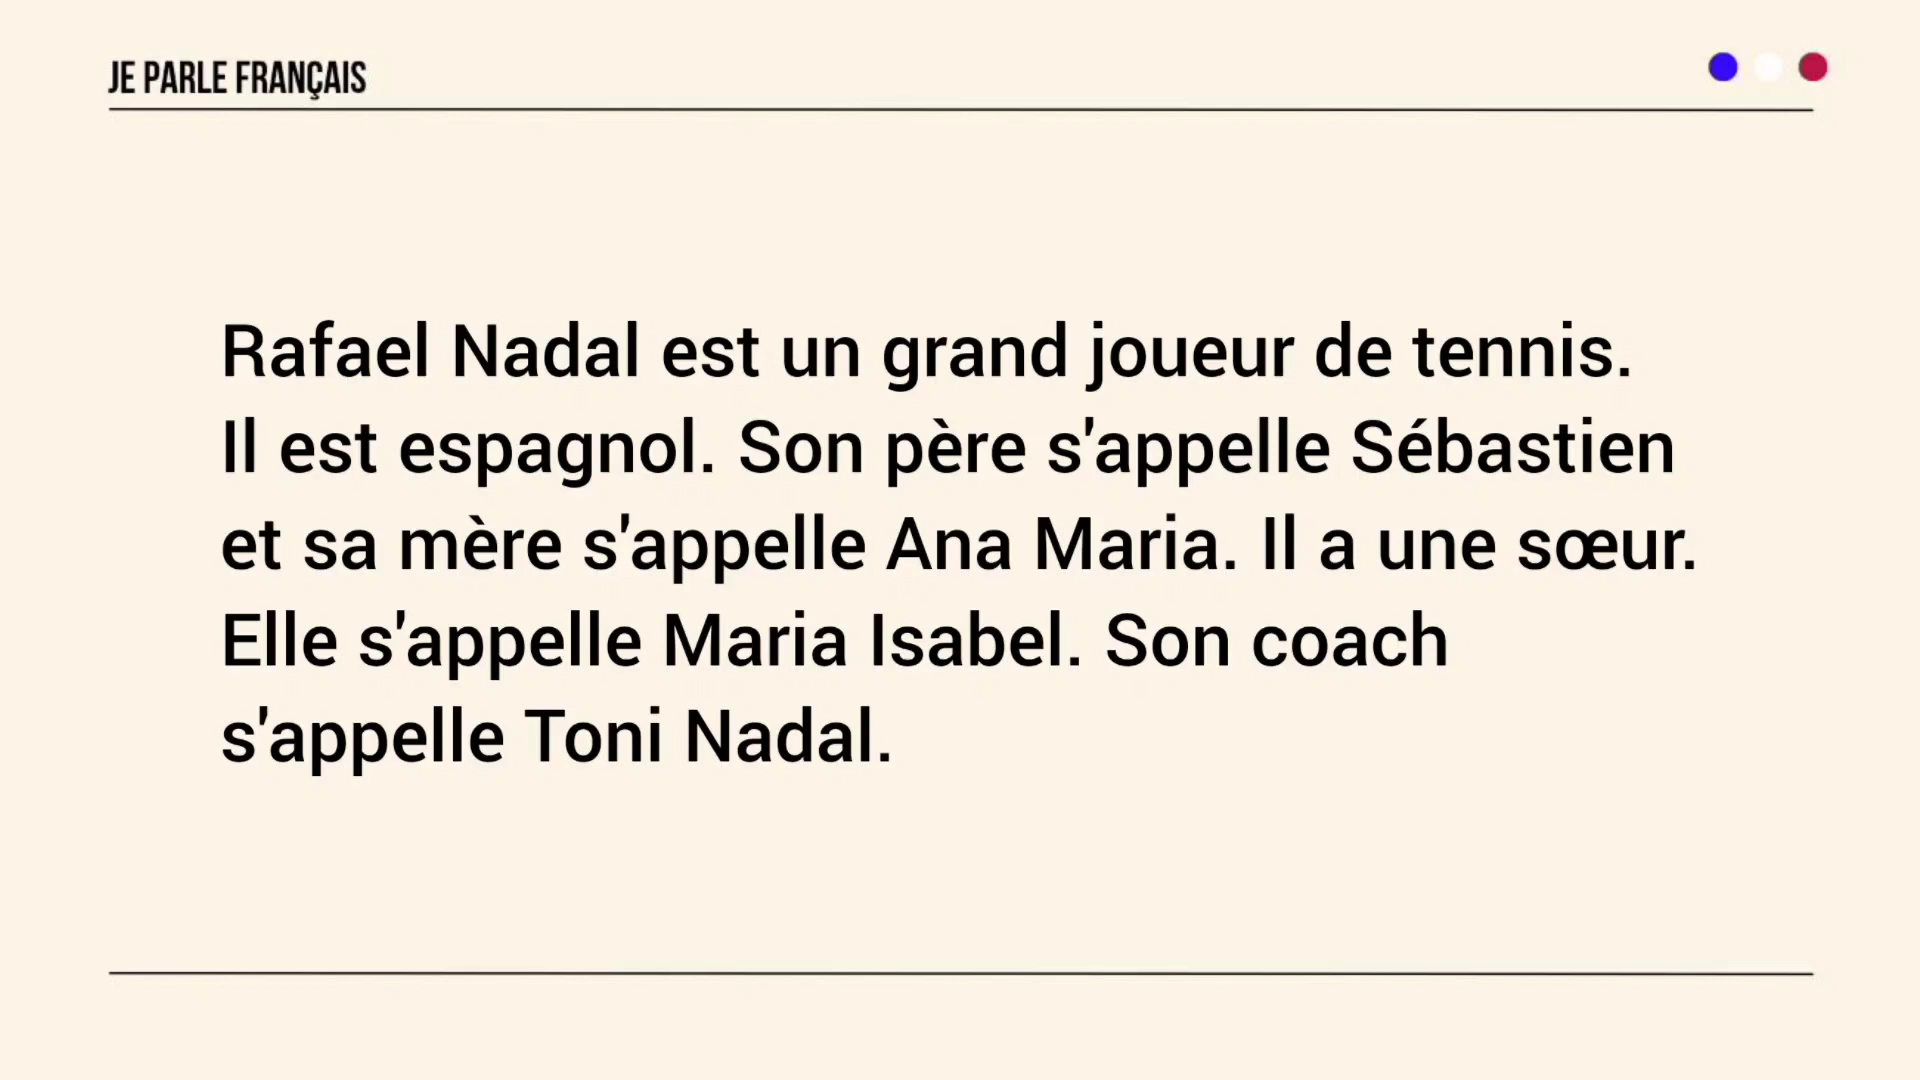 JE PARLE FRANÇAIS
Rafael Nadal est un grand joueur de tennis.
Il est espagnol. Son père s'appelle Sébastien
et sa mère s'appelle Ana Maria. Il a une sœur.
Elle s'appelle Maria Isabel. Son coach
s'appelle Toni Nadal.